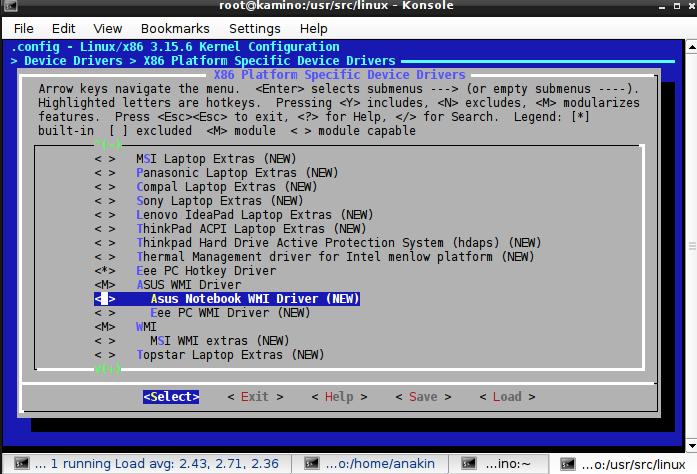 root@kamino:/usr/src/linux - Konsole
File Edit View Bookmarks Settings Help
.config - Linux/x86 3.15.6 Kernel Configuration
> Device Drivers > X86 Platform Specific Device Drivers
X86 Platform Specific Device Drivers
Arrow keys navigate the menu. <Enter> selects submenus ---> (or empty submenus ----).
Highlighted letters are hotkeys. Pressing <Y> includes, <N> excludes, <M> modularizes
features. Press <Esc><Esc> to exit, <?> for Help, </> for Search. Legend: [*]
built-in [ ] excluded <M> module < > module capable
^(-)
< > MSI Laptop Extras (NEW)
< > Panasonic Laptop Extras (NEW)
< > Compal Laptop Extras (NEW)
< > Sony Laptop Extras (NEW)
< > Lenovo IdeaPad Laptop Extras (NEW)
< > ThinkPad ACPI Laptop Extras (NEW)
< > Thinkpad Hard Drive Active Protection System (hdaps) (NEW)
< > Thermal Management driver for Intel menlow platform (NEW)
<*> Eee PC Hotkey Driver
<M> ASUS WMI Driver
< > Asus Notebook WMI Driver (NEW)
< > Eee PC WMI Driver (NEW)
<M> WMI
< > MSI WMI extras (NEW)
< > Topstar Laptop Extras (NEW)
v(+)
<Select> < Exit > < Help > < Save > < Load >
... 1 running Load avg: 2.43, 2.71, 2.36 ...o:/home/anakin ...ino:~ ...o:/usr/src/linux